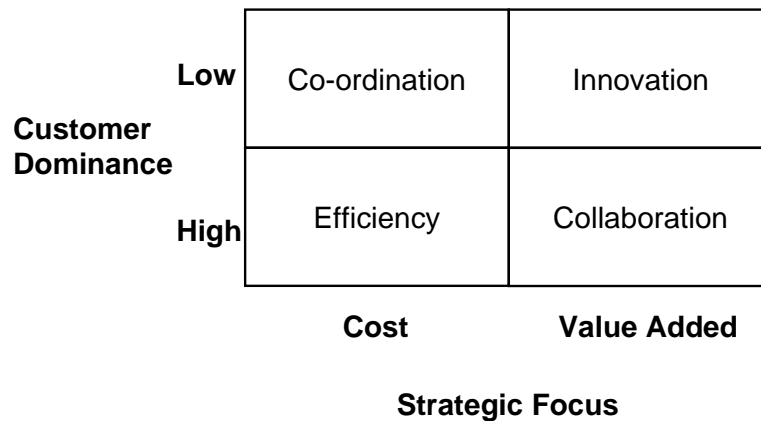 Low
Co-ordination
Innovation
Customer
Dominance
High
Efficiency
Collaboration
Cost
Value Added
Strategic Focus